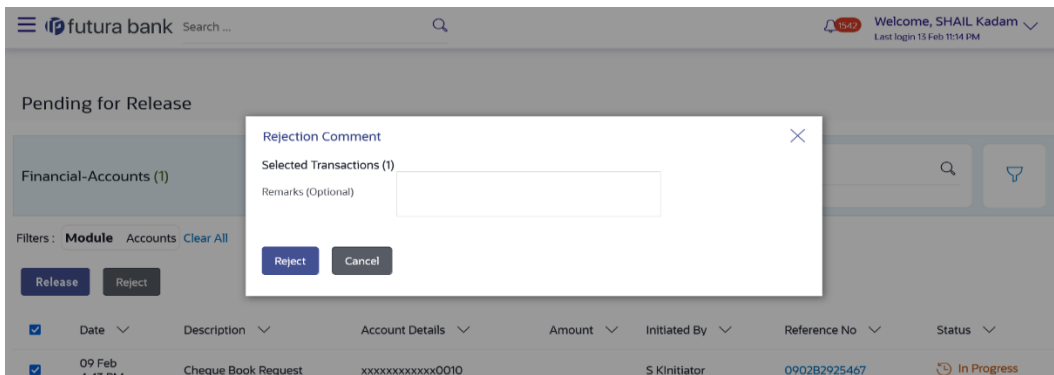 futura bank Search ... 1542 Welcome, SHAIL Kadam
Last login 13 Feb 11:14 PM
Pending for Release
Rejection Comment
Selected Transactions (1)
Financial-Accounts (1)
Remarks (Optional)
Filters : Module Accounts Clear All
Reject Cancel
Release Reject
Date Description Account Details Amount Initiated By Reference No Status
09 Feb
Cheque Book Request xxxxxxxxxxxx0010 S KInitiator 0902B2925467 In Progress